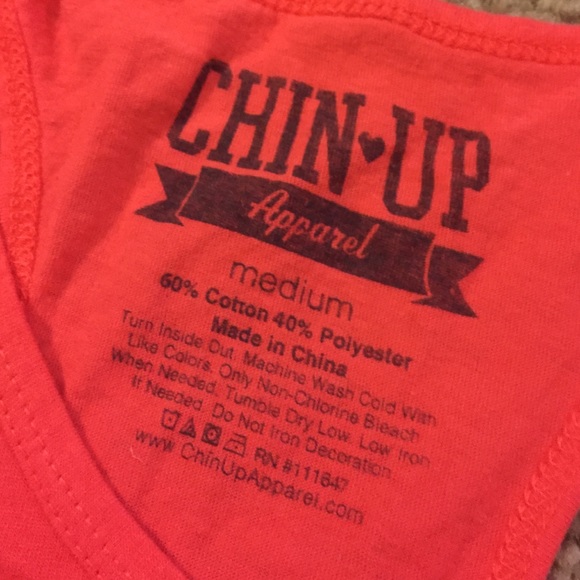 CHIN♥UP
Apparel
medium
60% Cotton 40% Polyester
Made in China
Turn Inside Out, Machine Wash Cold With
Like Colors, Only Non-Chlorine Bleach
When Needed, Tumble Dry Low, Low Iron
If Needed, Do Not Iron Decoration
RN #111647
www.ChinUpApparel.com